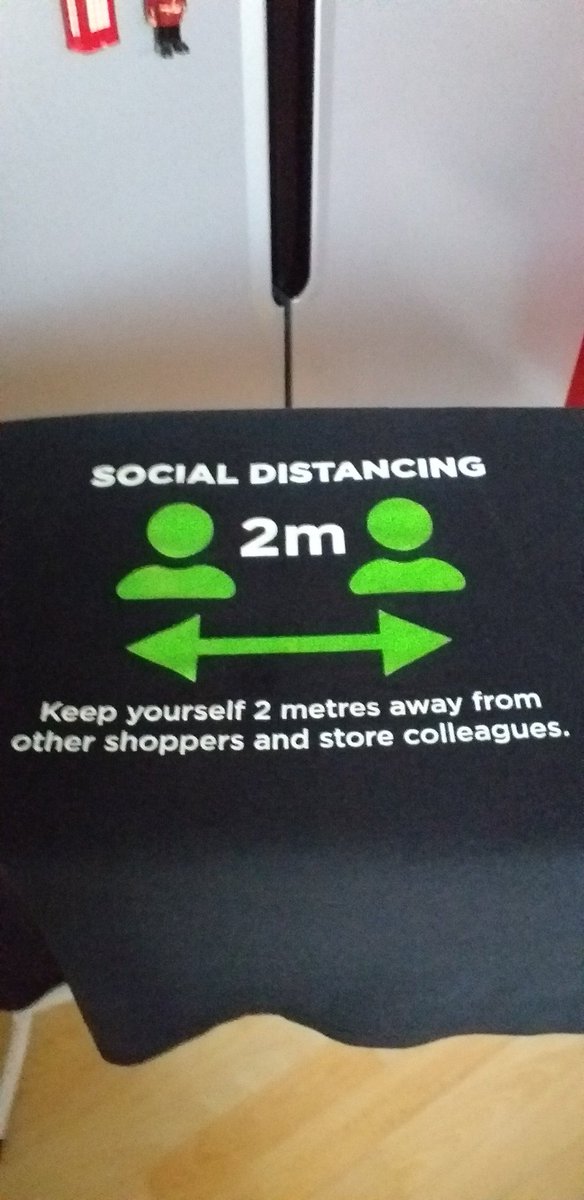 SOCIAL DISTANCING
2m
Keep yourself 2 metres away from
other shoppers and store colleagues.